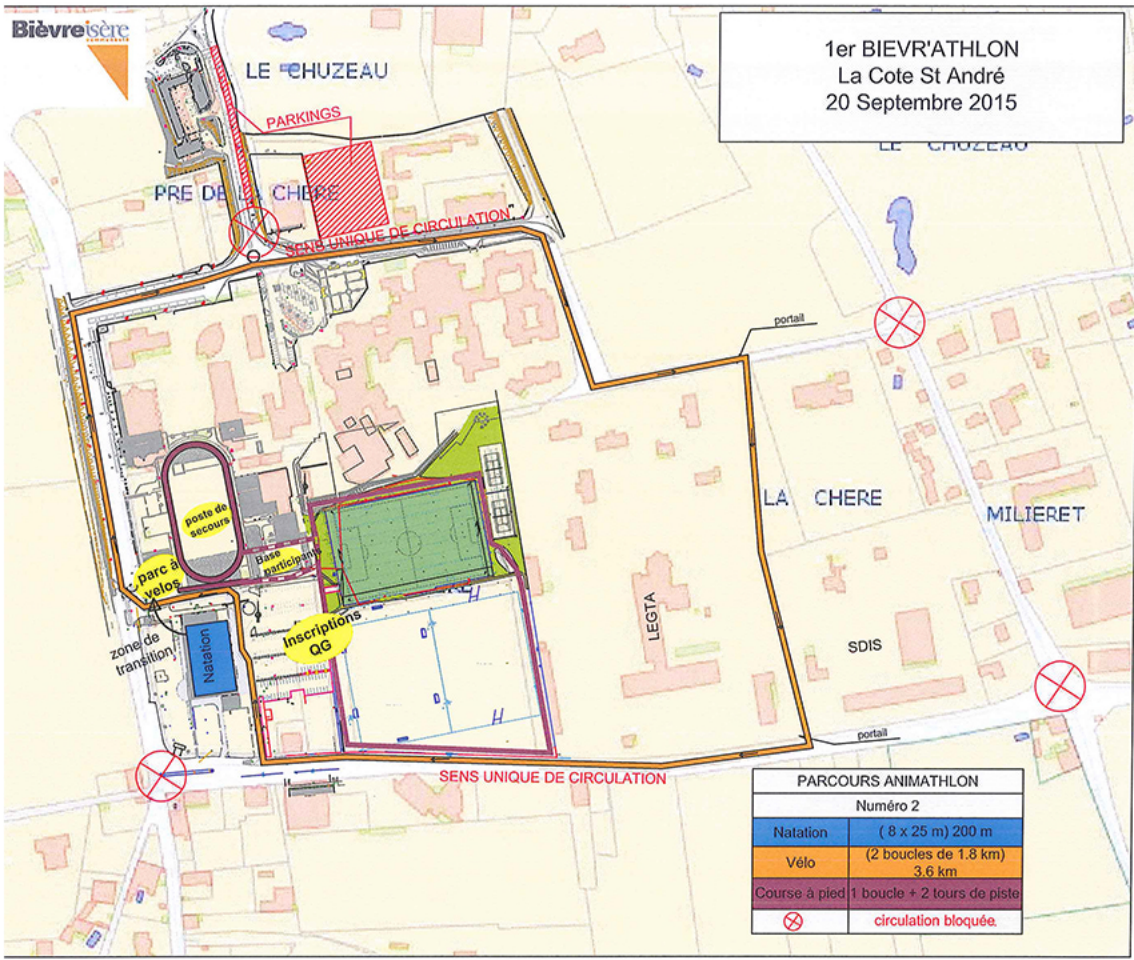 Bièvreisère
communauté
1er BIEVR'ATHLON
La Cote St André
20 Septembre 2015
LE CHUZEAU
PARKINGS
LE CHUZEAU
PRE DE LA CHERE
SENS UNIQUE DE CIRCULATION
portail
LA CHERE
MILIERET
poste de
secours
Base
participants
parc à
velos
Inscriptions
QG
zone de
transition
Natation
H
H
LEGTA
SDIS
portail
SENS UNIQUE DE CIRCULATION
PARCOURS ANIMATHLON
Numéro 2
Natation ( 8 x 25 m) 200 m
Vélo (2 boucles de 1.8 km)
3.6 km
Course à pied 1 boucle + 2 tours de piste
circulation bloquée